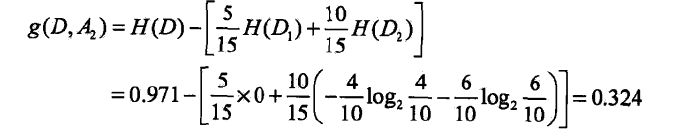 g(D, A₂) = H(D) − [5/15 H(D₁) + 10/15 H(D₂)]
= 0.971 − [5/15 × 0 + 10/15 (−4/10 log₂ 4/10 − 6/10 log₂ 6/10)] = 0.324